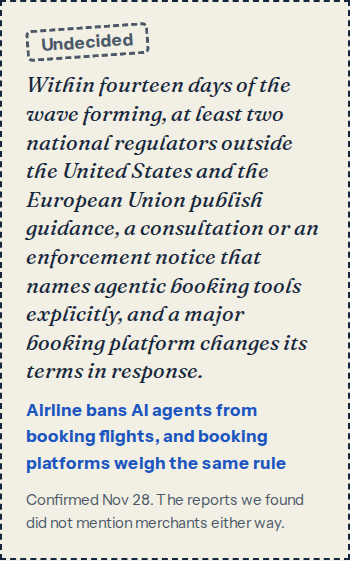 Undecided
Within fourteen days of the
wave forming, at least two
national regulators outside
the United States and the
European Union publish
guidance, a consultation or an
enforcement notice that
names agentic booking tools
explicitly, and a major
booking platform changes its
terms in response.
Airline bans AI agents from
booking flights, and booking
platforms weigh the same rule
Confirmed Nov 28. The reports we found
did not mention merchants either way.